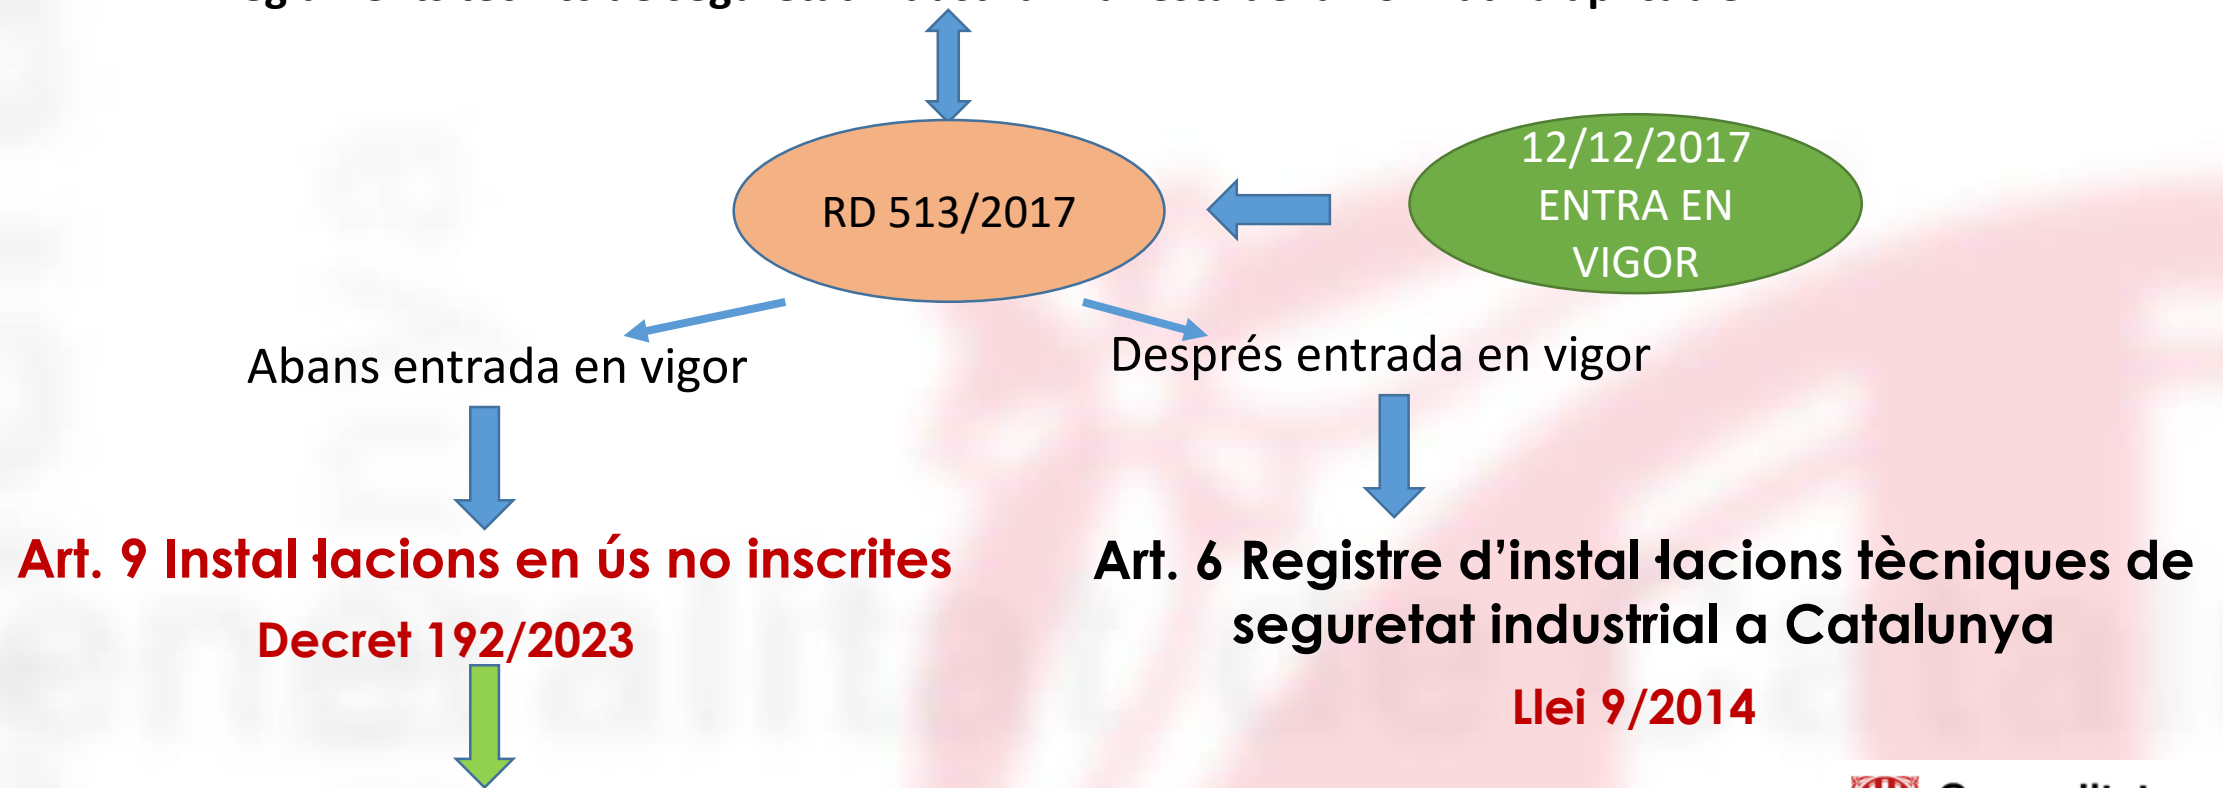 RD 513/2017
12/12/2017
ENTRA EN
VIGOR
Abans entrada en vigor
Després entrada en vigor
Art. 9 Instal·lacions en ús no inscrites
Decret 192/2023
Art. 6 Registre d’instal·lacions tècniques de
seguretat industrial a Catalunya
Llei 9/2014